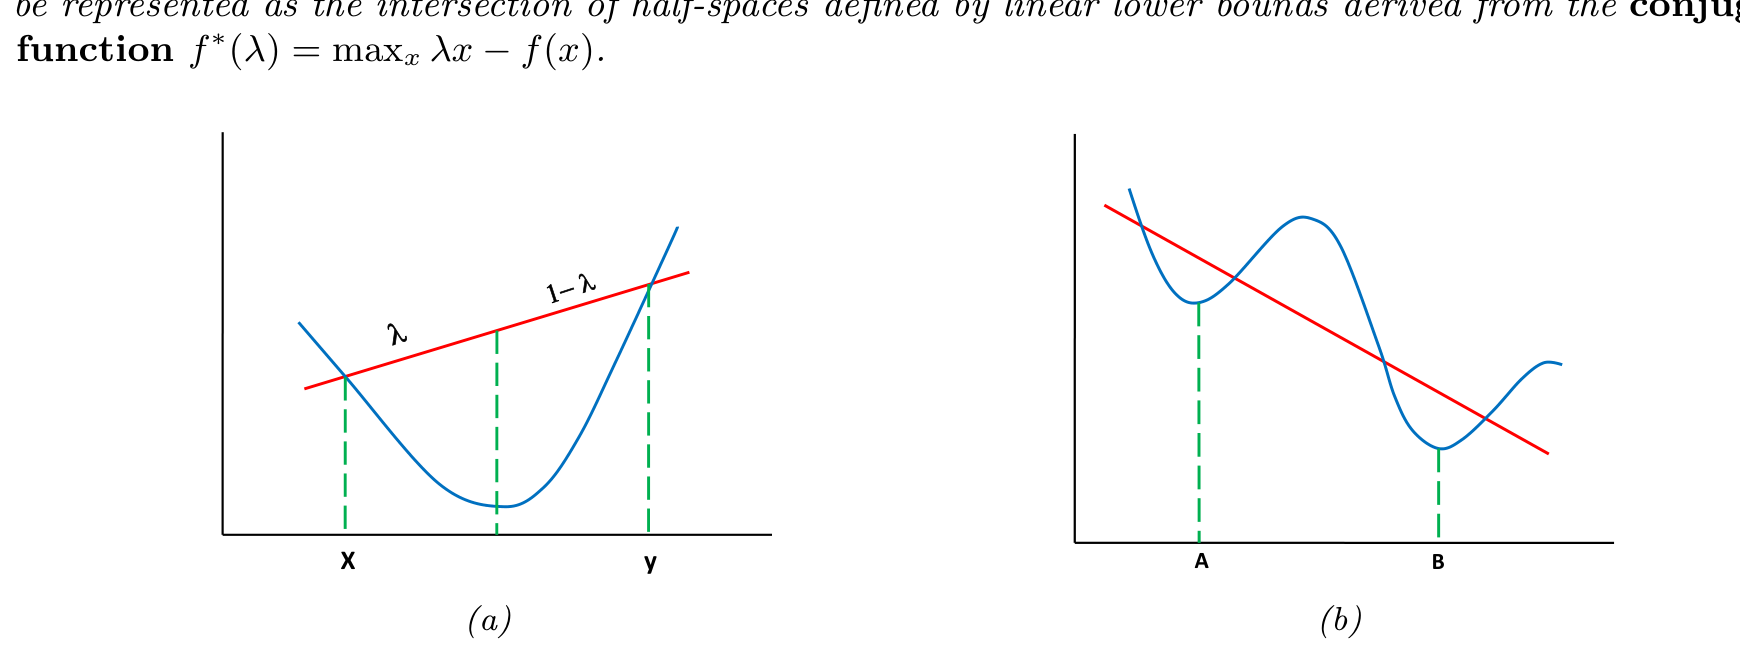 be represented as the intersection of half-spaces defined by linear lower bounds derived from the
function f*(λ) = maxₓ λx − f(x).
λ
1−λ
X
y
A
B
(a)
(b)